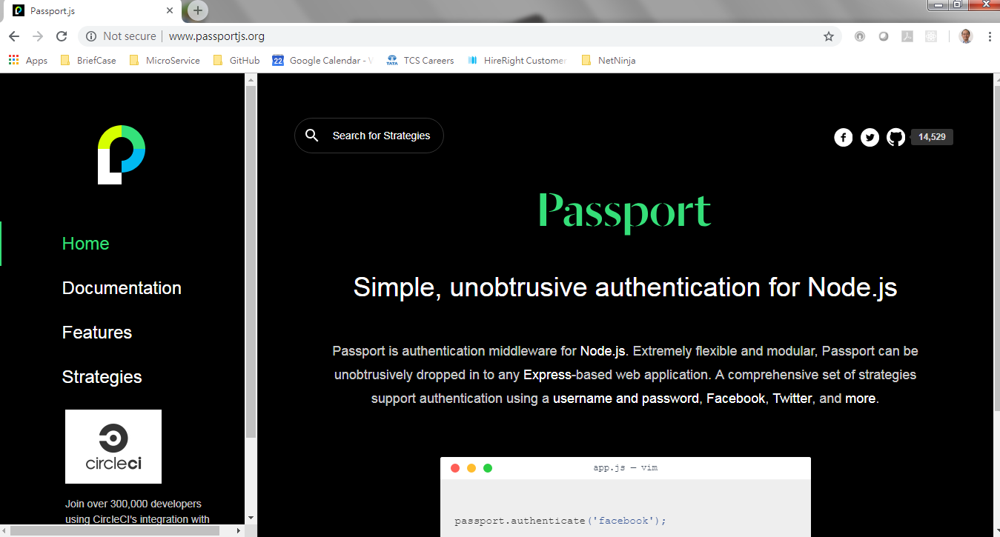 Passport.js
Not secure
www.passportjs.org
Apps
BriefCase
MicroService
GitHub
22
Google Calendar -
TATA
TCS Careers
HireRight Customer
NetNinja
Search for Strategies
14,529
Home
Documentation
Features
Strategies
circleci
Join over 300,000 developers
using CircleCI's integration with
Passport
Simple, unobtrusive authentication for Node.js
Passport is authentication middleware for Node.js. Extremely flexible and modular, Passport can be
unobtrusively dropped in to any Express-based web application. A comprehensive set of strategies
support authentication using a username and password, Facebook, Twitter, and more.
app.js — vim
passport.authenticate('facebook');